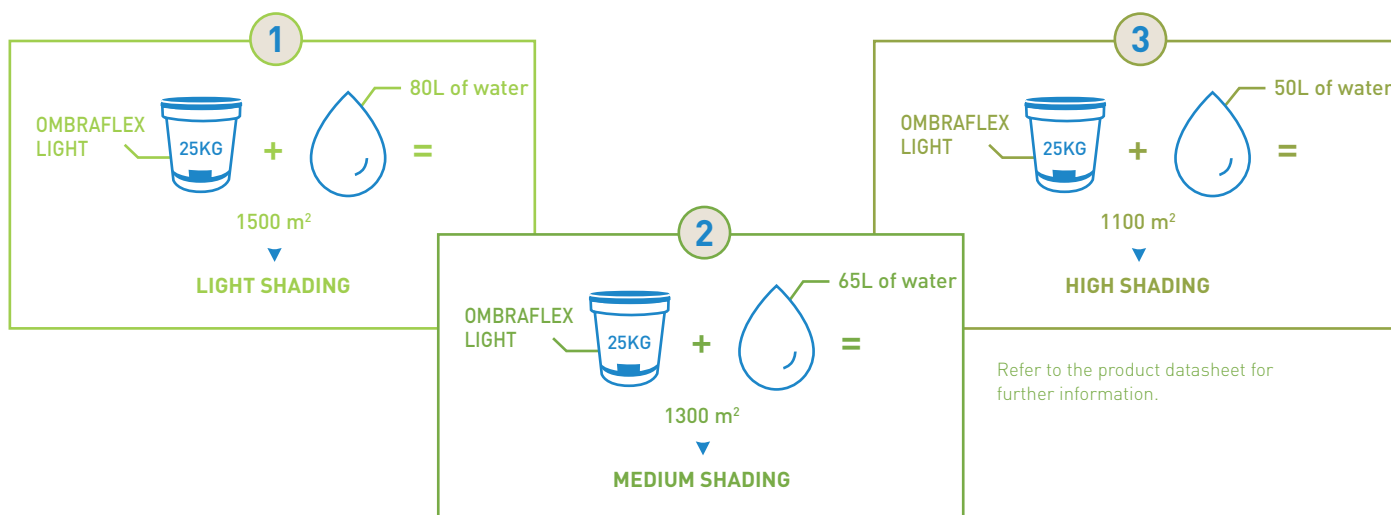 1
80L of water
OMBRAFLEX
LIGHT
25KG
+
=
1500 m²
LIGHT SHADING
2
65L of water
OMBRAFLEX
LIGHT
25KG
+
=
1300 m²
MEDIUM SHADING
3
50L of water
OMBRAFLEX
LIGHT
25KG
+
=
1100 m²
HIGH SHADING
Refer to the product datasheet for
further information.